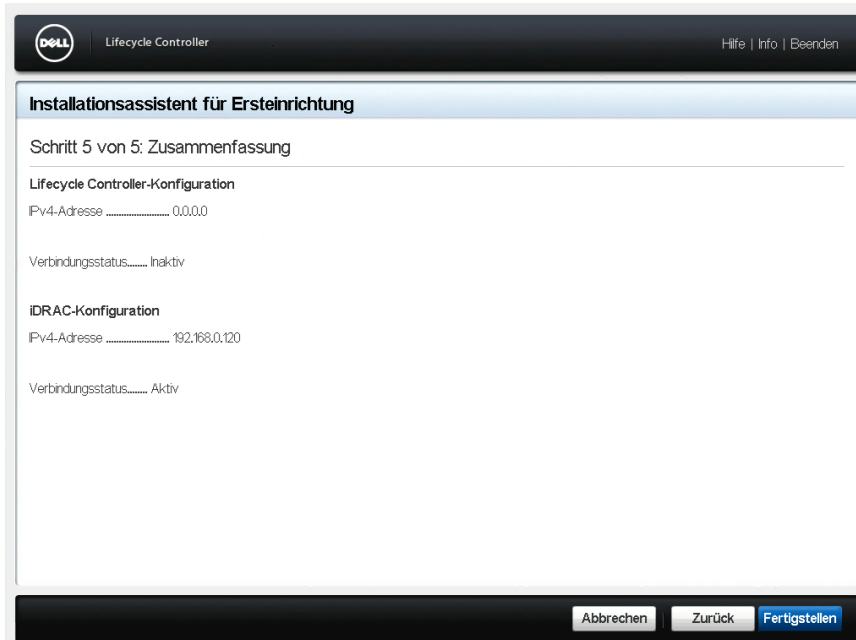 DELL
Lifecycle Controller
Hilfe | Info | Beenden
Installationsassistent für Ersteinrichtung
Schritt 5 von 5: Zusammenfassung
Lifecycle Controller-Konfiguration
IPv4-Adresse ........................ 0.0.0.0
Verbindungsstatus........ Inaktiv
iDRAC-Konfiguration
IPv4-Adresse ........................ 192.168.0.120
Verbindungsstatus........ Aktiv
Abbrechen
Zurück
Fertigstellen